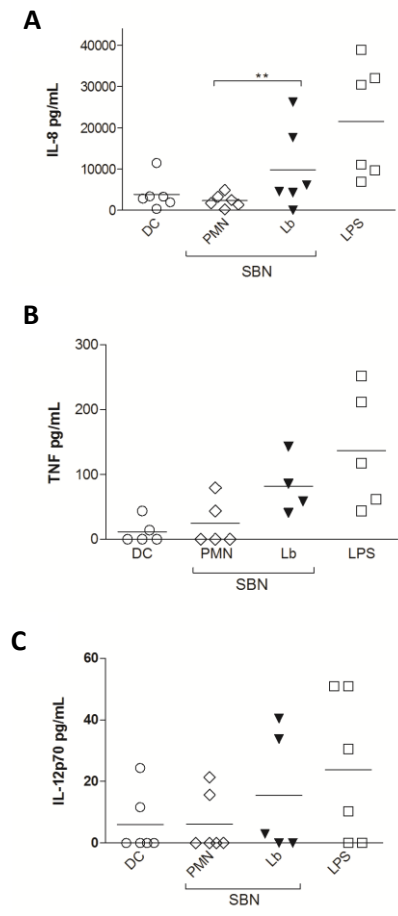 A
IL-8 pg/mL
40000
30000
20000
10000
0
**
DC
PMN
Lb
LPS
SBN
B
TNF pg/mL
300
200
100
0
DC
PMN
Lb
LPS
SBN
C
IL-12p70 pg/mL
60
40
20
0
DC
PMN
Lb
LPS
SBN